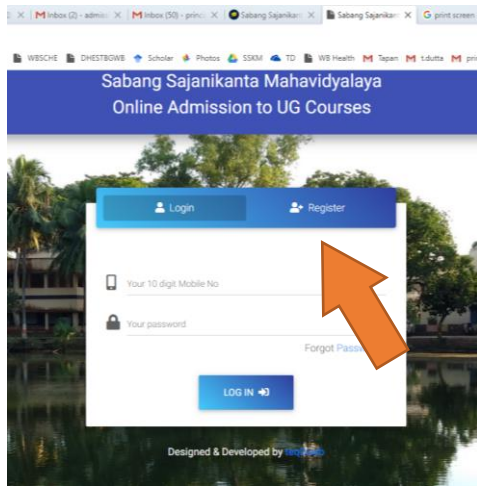 Inbox (2) - admis
Inbox (50) - princ
Sabang Sajanikan
Sabang Sajanikan
G print screen
WBSCHE DHESTBGWB Scholar Photos SSKM TD WB Health Tapan t.dutta pri
Sabang Sajanikanta Mahavidyalaya
Online Admission to UG Courses
Login
Register
Your 10 digit Mobile No
Your password
Forgot
LOG IN
Designed & Developed by